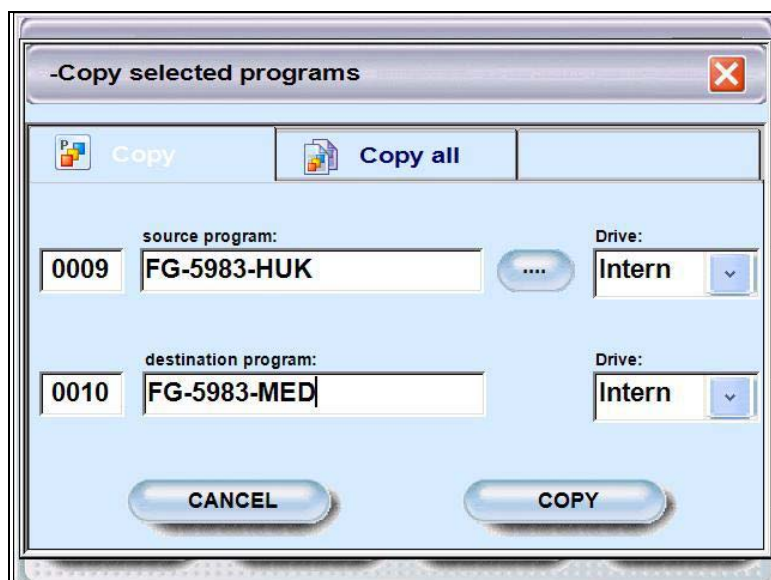 -Copy selected programs
P
Copy
Copy all
source program:
Drive:
0009
FG-5983-HUK
....
Intern
destination program:
Drive:
0010
FG-5983-MED
Intern
CANCEL
COPY